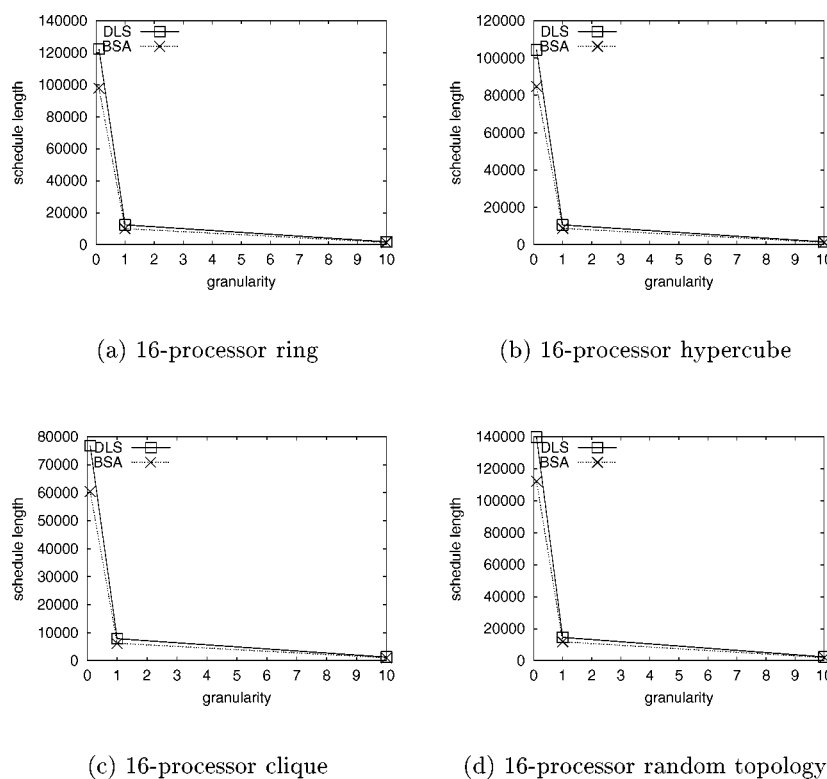 140000
120000
100000
80000
60000
40000
20000
0
schedule length
DLS
BSA
0 1 2 3 4 5 6 7 8 9 10
granularity
(a) 16-processor ring
120000
100000
80000
60000
40000
20000
0
schedule length
DLS
BSA
0 1 2 3 4 5 6 7 8 9 10
granularity
(b) 16-processor hypercube
80000
70000
60000
50000
40000
30000
20000
10000
0
schedule length
DLS
BSA
0 1 2 3 4 5 6 7 8 9 10
granularity
(c) 16-processor clique
140000
120000
100000
80000
60000
40000
20000
0
schedule length
DLS
BSA
0 1 2 3 4 5 6 7 8 9 10
granularity
(d) 16-processor random topology